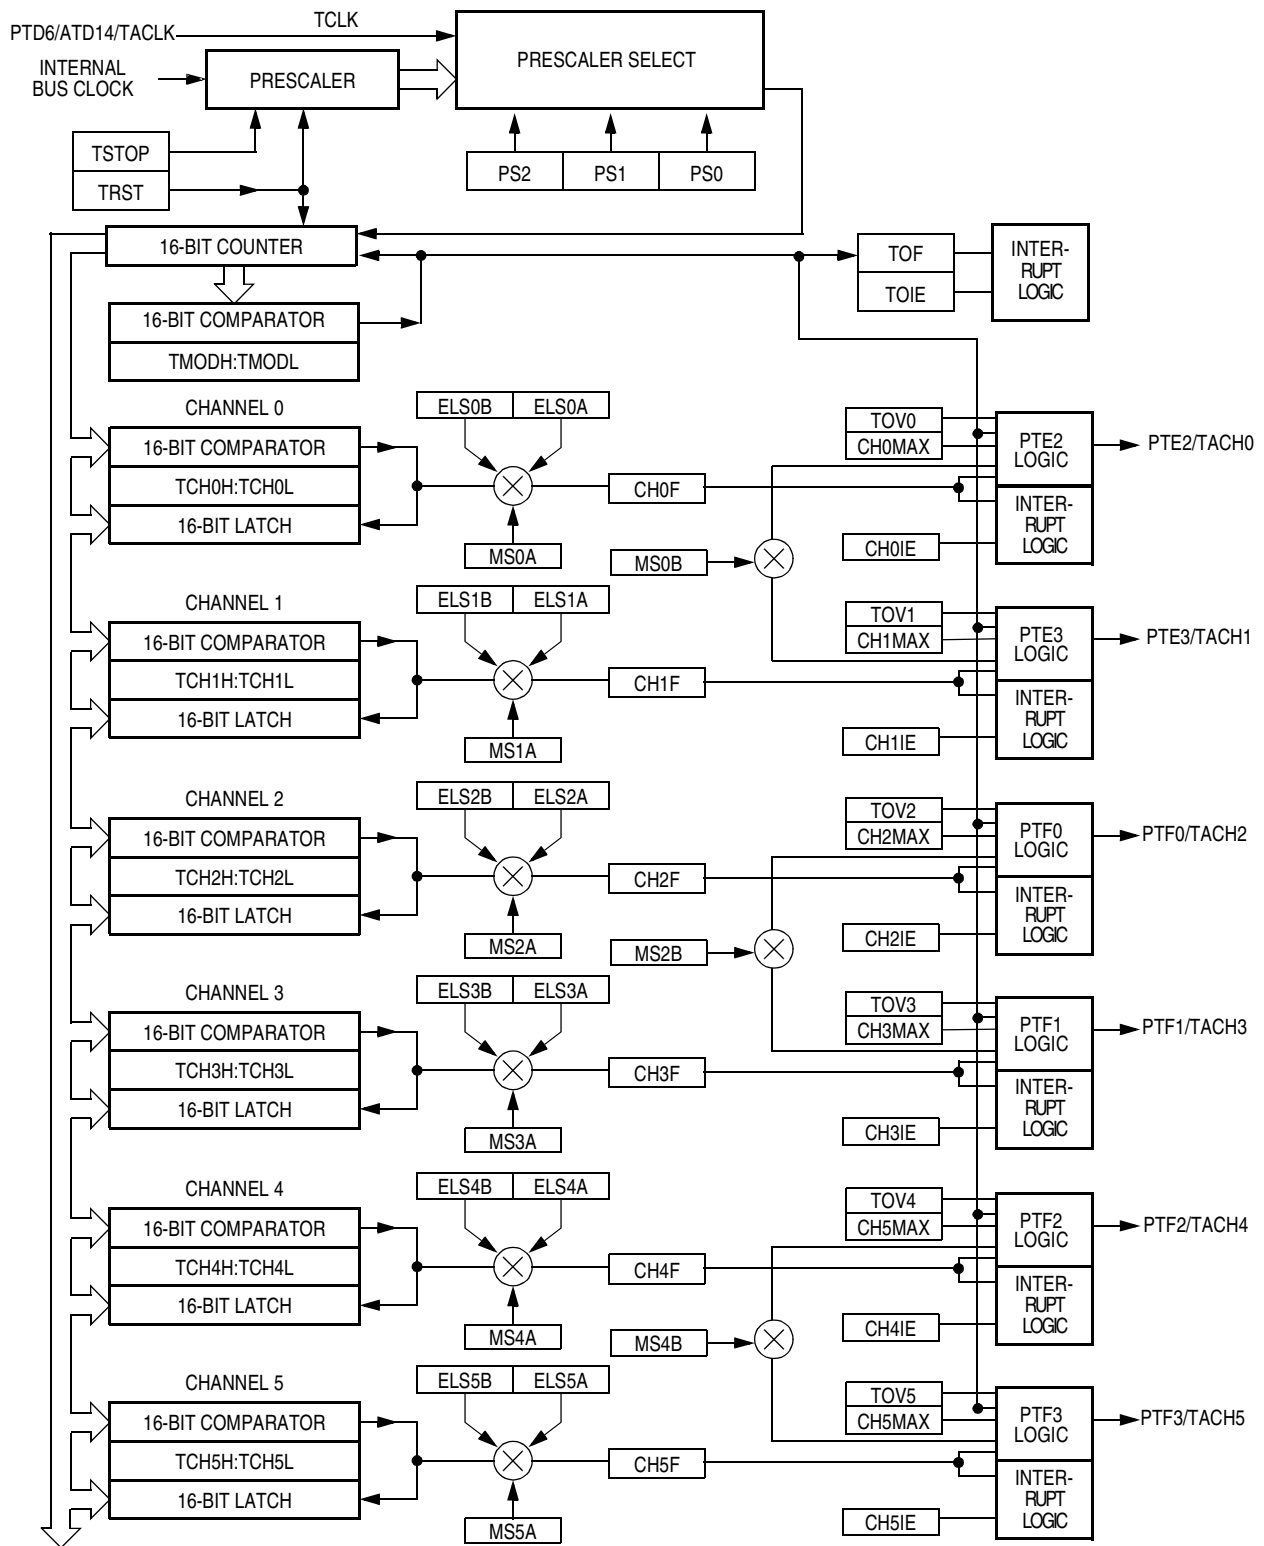 PTD6/ATD14/TACLK
TCLK
INTERNAL
BUS CLOCK
PRESCALER
PRESCALER SELECT
TSTOP
TRST
PS2
PS1
PS0
16-BIT COUNTER
TOF
TOIE
INTER-
RUPT
LOGIC
16-BIT COMPARATOR
TMODH:TMODL
CHANNEL 0
16-BIT COMPARATOR
TCH0H:TCH0L
16-BIT LATCH
ELS0B
ELS0A
MS0A
CH0F
MS0B
TOV0
CH0MAX
CH0IE
PTE2
LOGIC
INTER-
RUPT
LOGIC
PTE2/TACH0
CHANNEL 1
16-BIT COMPARATOR
TCH1H:TCH1L
16-BIT LATCH
ELS1B
ELS1A
MS1A
CH1F
TOV1
CH1MAX
CH1IE
PTE3
LOGIC
INTER-
RUPT
LOGIC
PTE3/TACH1
CHANNEL 2
16-BIT COMPARATOR
TCH2H:TCH2L
16-BIT LATCH
ELS2B
ELS2A
MS2A
CH2F
MS2B
TOV2
CH2MAX
CH2IE
PTF0
LOGIC
INTER-
RUPT
LOGIC
PTF0/TACH2
CHANNEL 3
16-BIT COMPARATOR
TCH3H:TCH3L
16-BIT LATCH
ELS3B
ELS3A
MS3A
CH3F
TOV3
CH3MAX
CH3IE
PTF1
LOGIC
INTER-
RUPT
LOGIC
PTF1/TACH3
CHANNEL 4
16-BIT COMPARATOR
TCH4H:TCH4L
16-BIT LATCH
ELS4B
ELS4A
MS4A
CH4F
MS4B
TOV4
CH5MAX
CH4IE
PTF2
LOGIC
INTER-
RUPT
LOGIC
PTF2/TACH4
CHANNEL 5
16-BIT COMPARATOR
TCH5H:TCH5L
16-BIT LATCH
ELS5B
ELS5A
MS5A
CH5F
TOV5
CH5MAX
CH5IE
PTF3
LOGIC
INTER-
RUPT
LOGIC
PTF3/TACH5